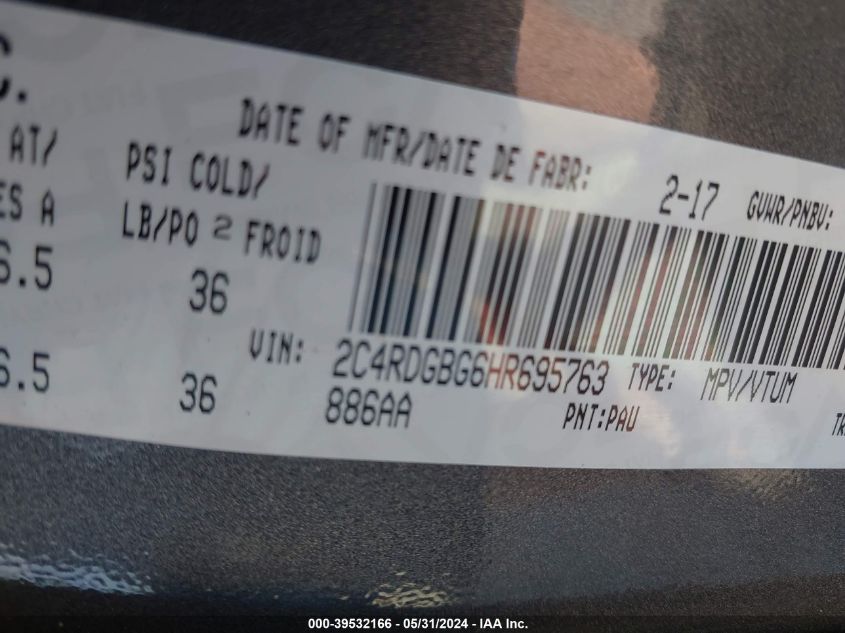 C.
AT/
PSI COLD/
DATE OF MFR/DATE DE FABR: 2-17 GVWR/PNBV:
ES A
LB/PO 2 FROID
6.5 36
VIN: 2C4RDGBG6HR695763 TYPE: MPV/VTUM
6.5 36 886AA PNT:PAU TR
000-39532166 - 05/31/2024 - IAA Inc.